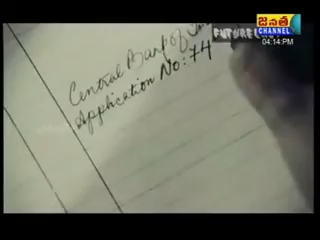 జనతా
CHANNEL
04:14:PM
Central Bank of
Application No: 74